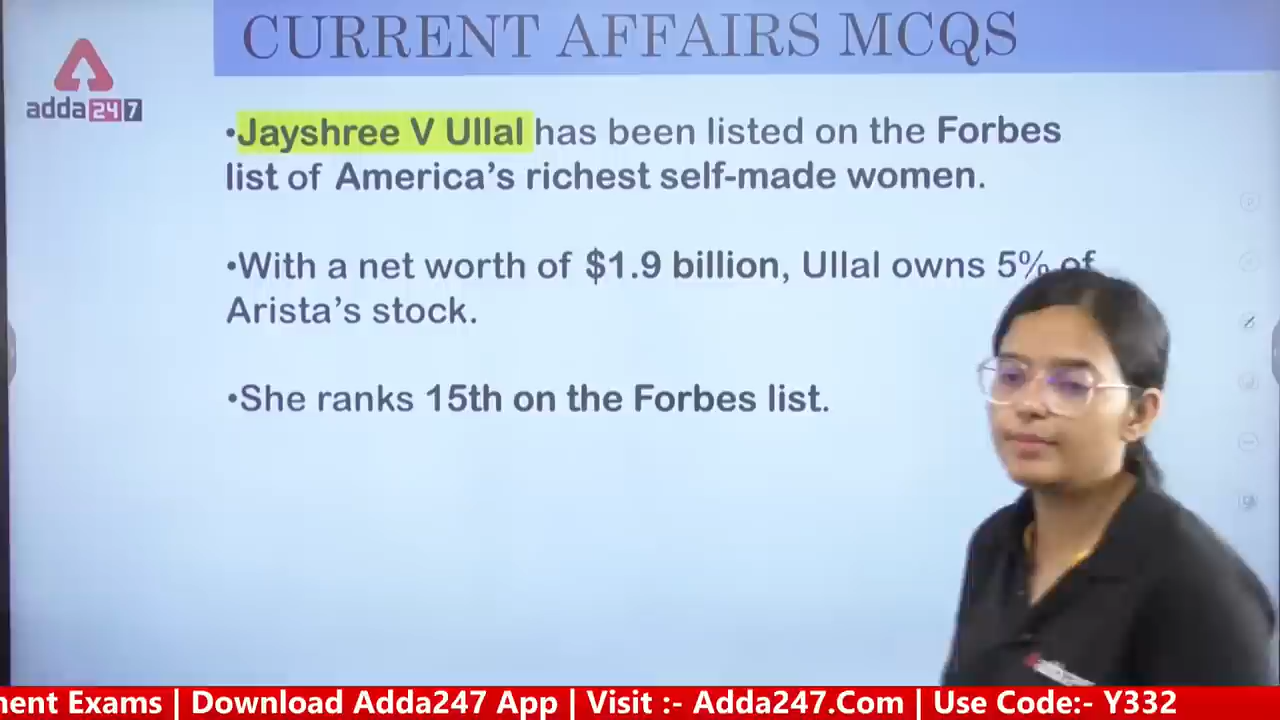 CURRENT AFFAIRS MCQS
adda247
•Jayshree V Ullal has been listed on the Forbes
list of America’s richest self-made women.
•With a net worth of $1.9 billion, Ullal owns 5% of
Arista’s stock.
•She ranks 15th on the Forbes list.
ent Exams | Download Adda247 App | Visit :- Adda247.Com | Use Code:- Y332